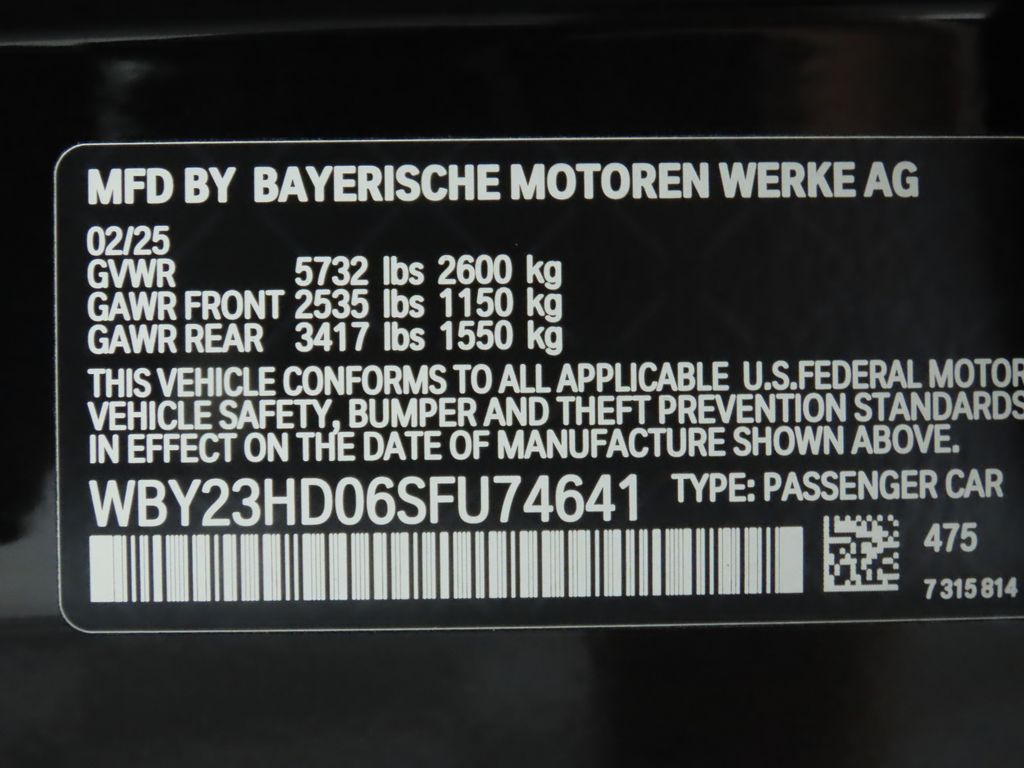 MFD BY BAYERISCHE MOTOREN WERKE AG
02/25
GVWR 5732 lbs 2600 kg
GAWR FRONT 2535 lbs 1150 kg
GAWR REAR 3417 lbs 1550 kg
THIS VEHICLE CONFORMS TO ALL APPLICABLE U.S.FEDERAL MOTOR
VEHICLE SAFETY, BUMPER AND THEFT PREVENTION STANDARDS
IN EFFECT ON THE DATE OF MANUFACTURE SHOWN ABOVE.
WBY23HD06SFU74641 TYPE: PASSENGER CAR
475
7 315 814